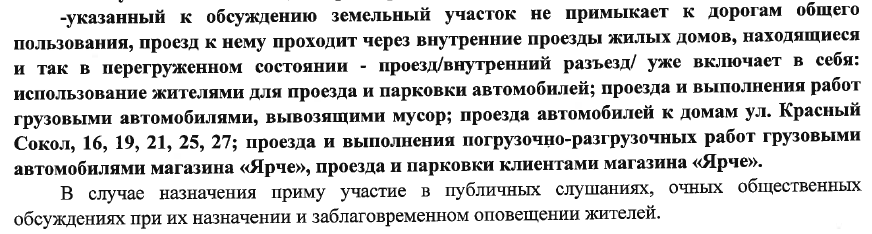 -указанный к обсуждению земельный участок не примыкает к дорогам общего
пользования, проезд к нему проходит через внутренние проезды жилых домов, находящиеся
и так в перегруженном состоянии - проезд/внутренний разъезд/ уже включает в себя:
использование жителями для проезда и парковки автомобилей; проезда и выполнения работ
грузовыми автомобилями, вывозящими мусор; проезда автомобилей к домам ул. Красный
Сокол, 16, 19, 21, 25, 27; проезда и выполнения погрузочно-разгрузочных работ грузовыми
автомобилями магазина «Ярче», проезда и парковки клиентами магазина «Ярче».
В случае назначения приму участие в публичных слушаниях, очных общественных
обсуждениях при их назначении и заблаговременном оповещении жителей.